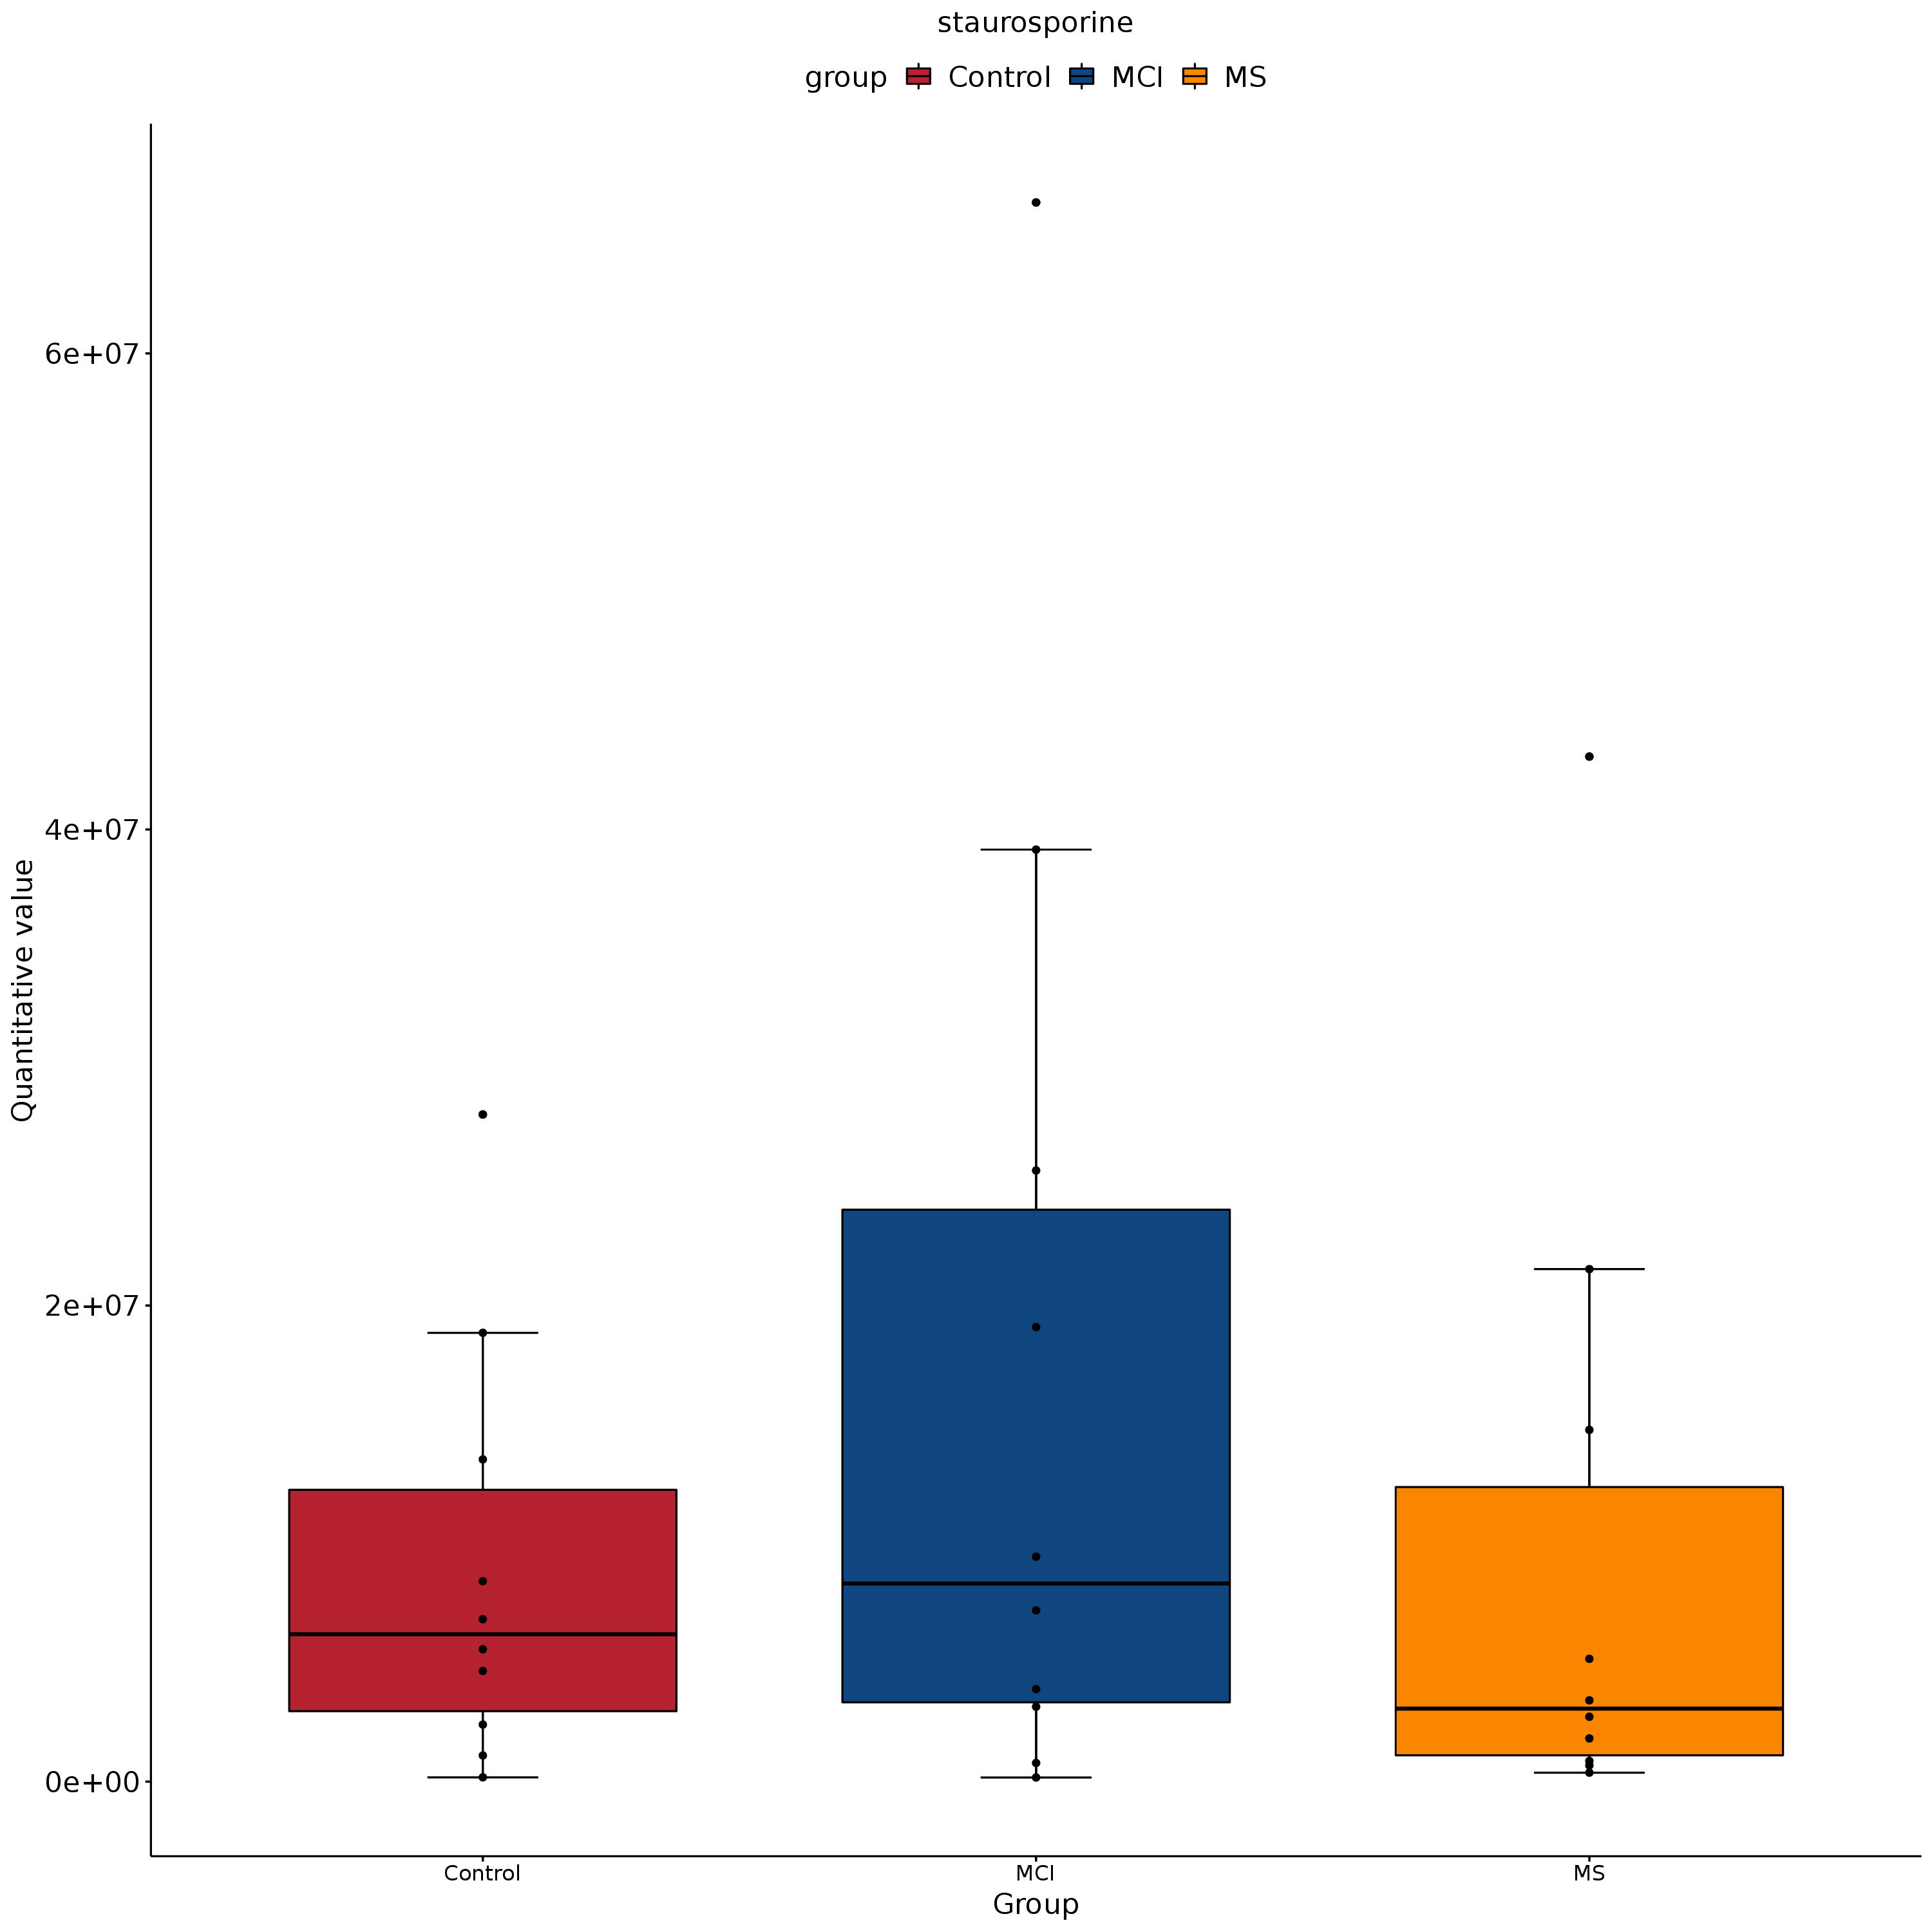 staurosporine
group Control MCI MS
6e+07
4e+07
2e+07
0e+00
Quantitative value
Control MCI MS
Group